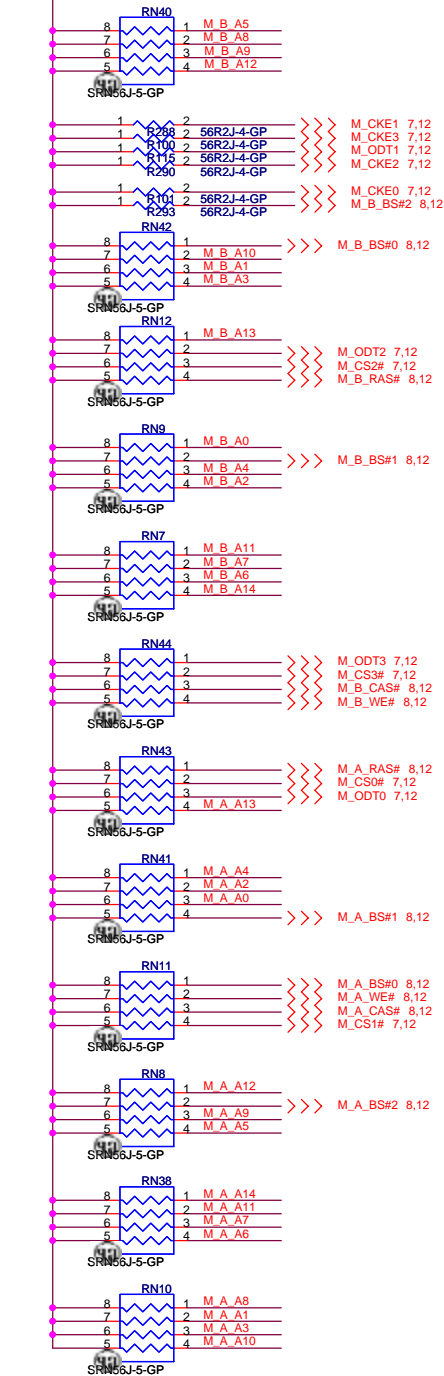 RN40
8 1 M_B_A5
7 2 M_B_A8
6 3 M_B_A9
5 4 M_B_A12
SRN56J-5-GP
1 2 M_CKE1 7,12
R288 56R2J-4-GP
1 2 M_CKE3 7,12
R100 56R2J-4-GP
1 2 M_ODT1 7,12
R115 56R2J-4-GP
1 2 M_CKE2 7,12
R290 56R2J-4-GP
1 2 M_CKE0 7,12
R101 56R2J-4-GP
1 2 M_B_BS#2 8,12
R293 56R2J-4-GP
RN42
8 1 M_B_BS#0 8,12
7 2 M_B_A10
6 3 M_B_A1
5 4 M_B_A3
SRN56J-5-GP
RN12
8 1 M_B_A13
7 2 M_ODT2 7,12
6 3 M_CS2# 7,12
5 4 M_B_RAS# 8,12
SRN56J-5-GP
RN9
8 1 M_B_A0
7 2 M_B_BS#1 8,12
6 3 M_B_A4
5 4 M_B_A2
SRN56J-5-GP
RN7
8 1 M_B_A11
7 2 M_B_A7
6 3 M_B_A6
5 4 M_B_A14
SRN56J-5-GP
RN44
8 1 M_ODT3 7,12
7 2 M_CS3# 7,12
6 3 M_B_CAS# 8,12
5 4 M_B_WE# 8,12
SRN56J-5-GP
RN43
8 1 M_A_RAS# 8,12
7 2 M_CS0# 7,12
6 3 M_ODT0 7,12
5 4 M_A_A13
SRN56J-5-GP
RN41
8 1 M_A_A4
7 2 M_A_A2
6 3 M_A_A0
5 4 M_A_BS#1 8,12
SRN56J-5-GP
RN11
8 1 M_A_BS#0 8,12
7 2 M_A_WE# 8,12
6 3 M_A_CAS# 8,12
5 4 M_CS1# 7,12
SRN56J-5-GP
RN8
8 1 M_A_A12
7 2 M_A_BS#2 8,12
6 3 M_A_A9
5 4 M_A_A5
SRN56J-5-GP
RN38
8 1 M_A_A14
7 2 M_A_A11
6 3 M_A_A7
5 4 M_A_A6
SRN56J-5-GP
RN10
8 1 M_A_A8
7 2 M_A_A1
6 3 M_A_A3
5 4 M_A_A10
SRN56J-5-GP